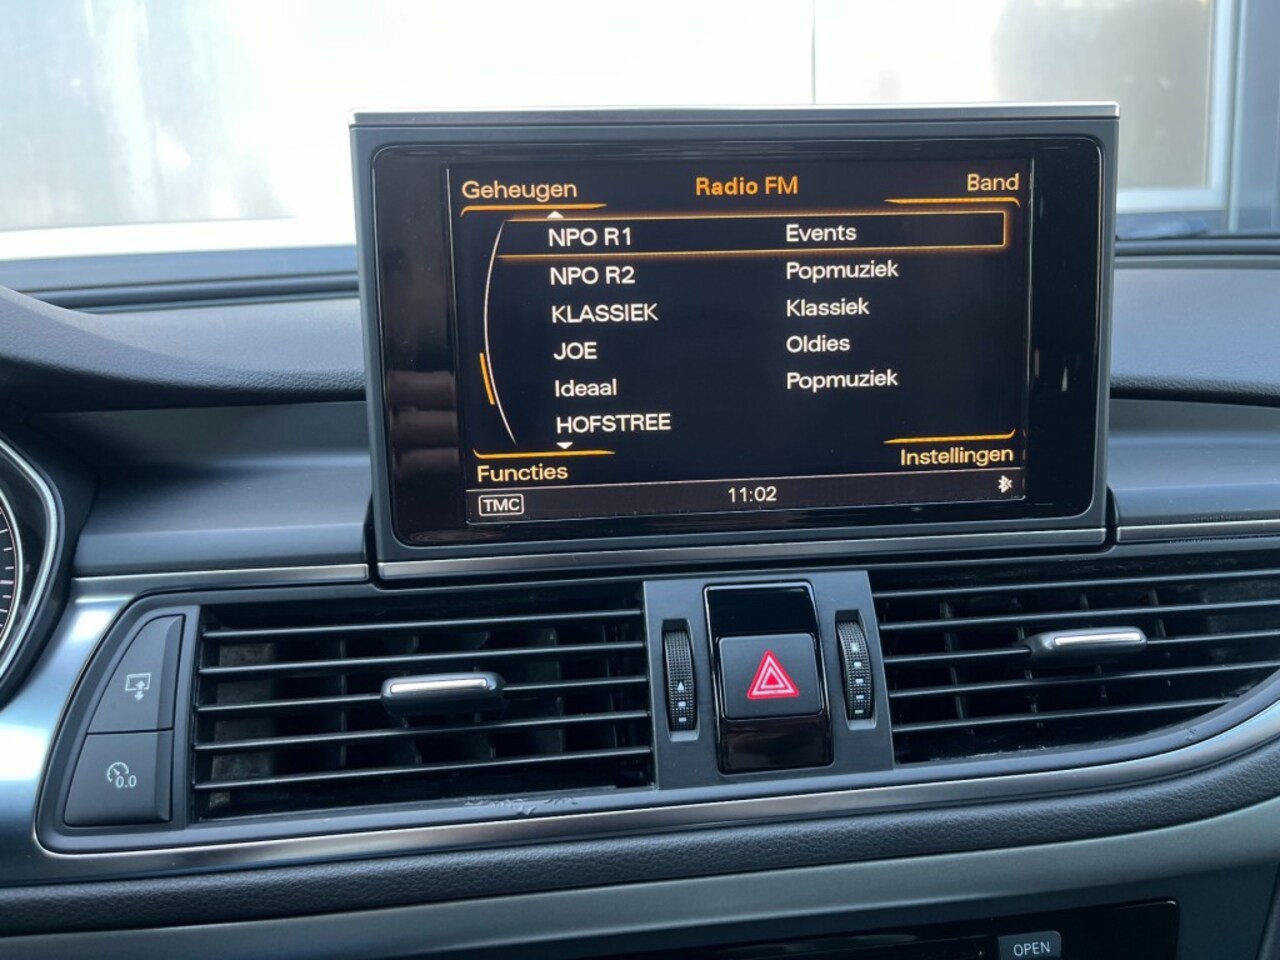 Geheugen Radio FM Band
NPO R1 Events
NPO R2 Popmuziek
KLASSIEK Klassiek
JOE Oldies
Ideaal Popmuziek
HOFSTREE
Functies Instellingen
TMC 11:02
0.0
OPEN